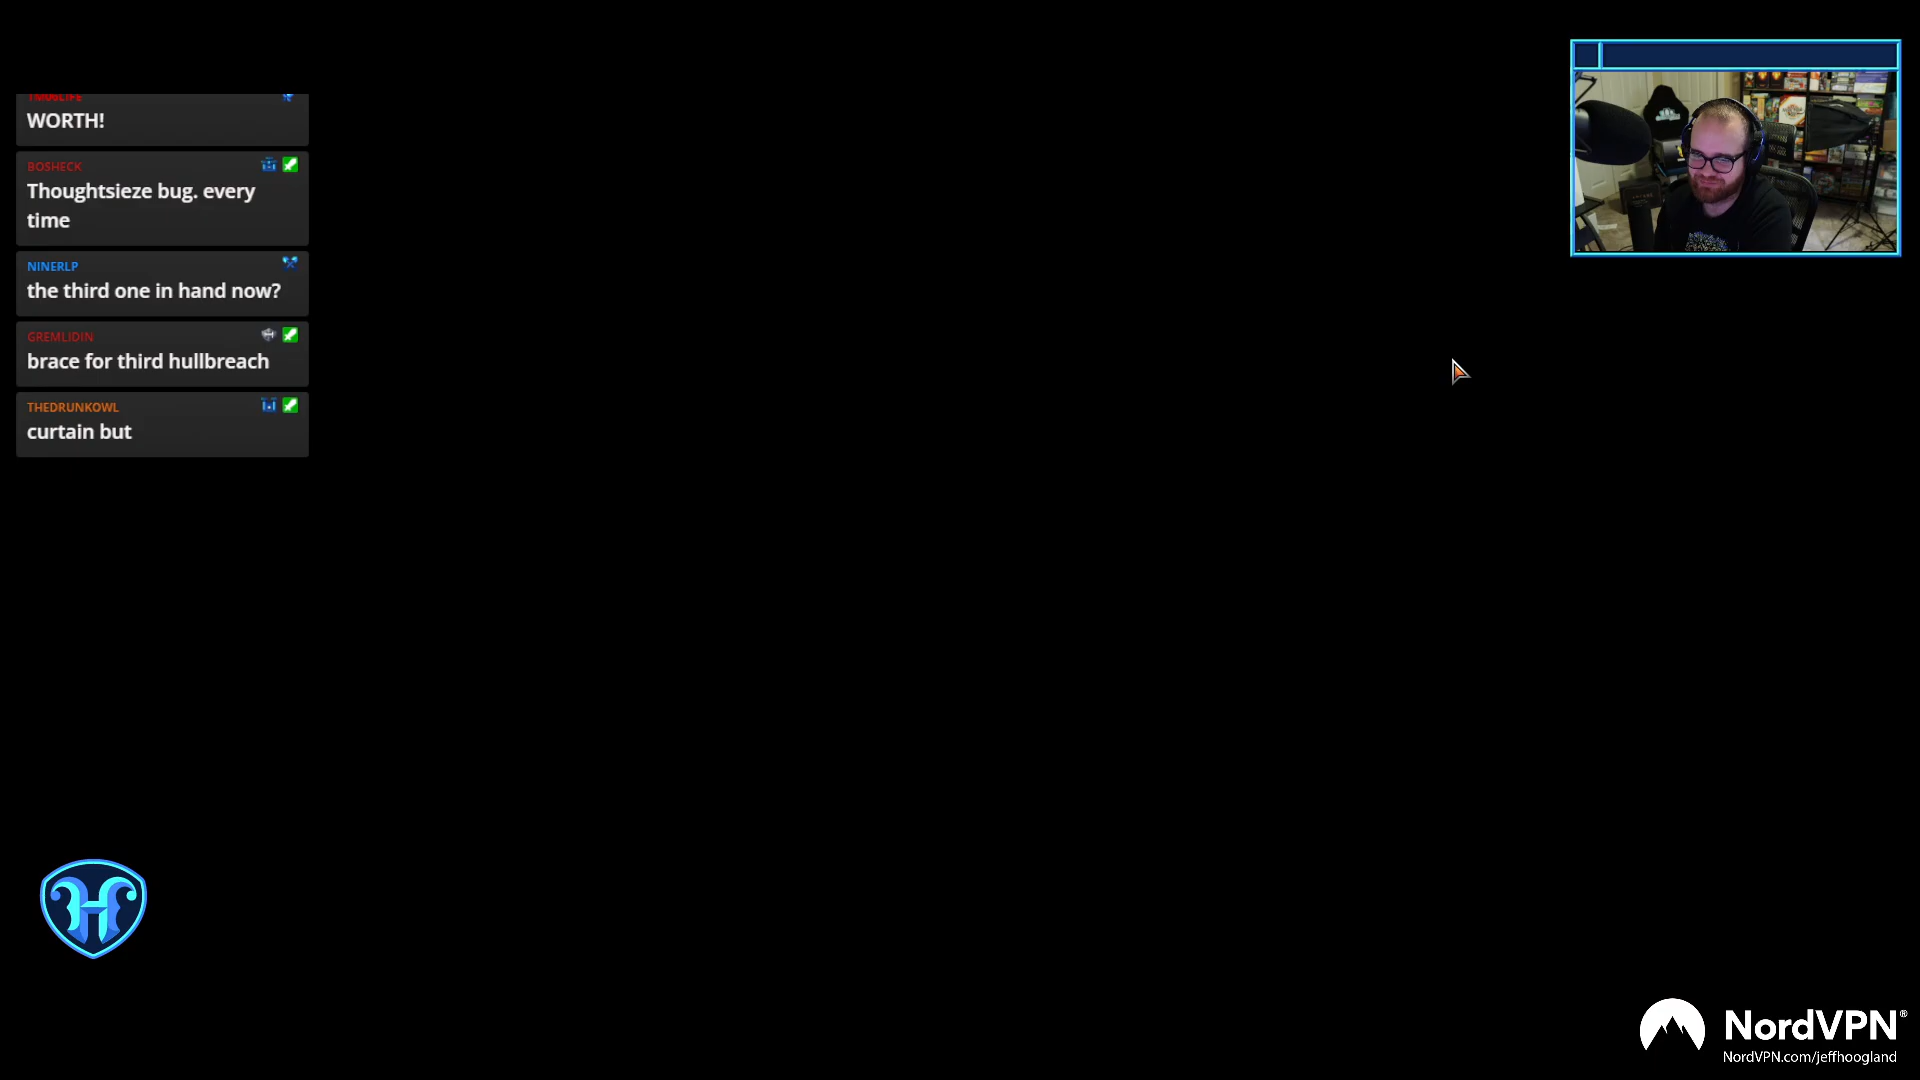 TMUGLIFE
WORTH!
BOSHECK
Thoughtsieze bug. every
time
NINERLP
the third one in hand now?
GREMLIDIN
brace for third hullbreach
THEDRUNKOWL
curtain but
H
NordVPN®
NordVPN.com/jeffhoogland